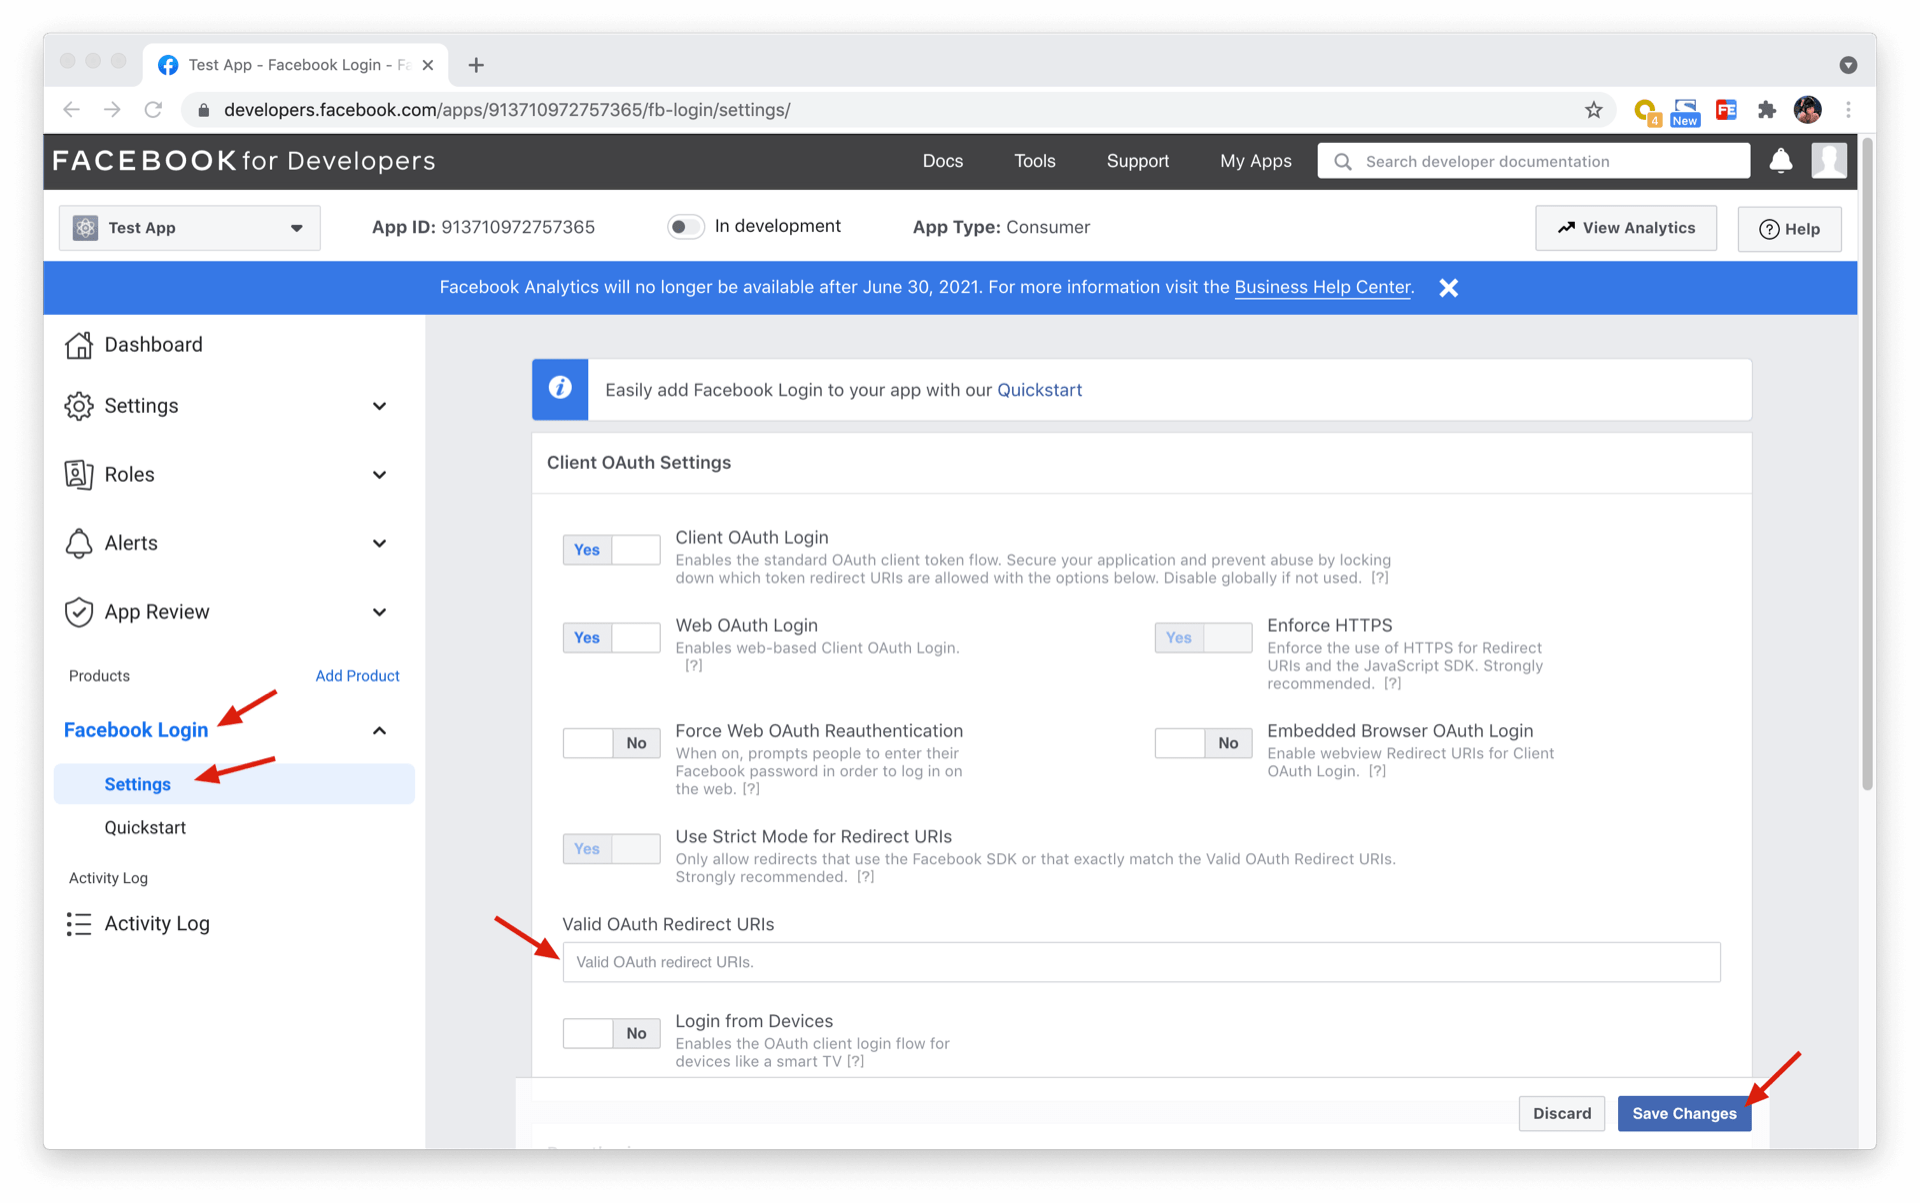 Test App - Facebook Login - Fa
developers.facebook.com/apps/913710972757365/fb-login/settings/
4
New
FE
FACEBOOK for Developers
Docs
Tools
Support
My Apps
Search developer documentation
Test App
App ID: 913710972757365
In development
App Type: Consumer
View Analytics
Help
Facebook Analytics will no longer be available after June 30, 2021. For more information visit the Business Help Center.
Dashboard
Settings
Roles
Alerts
App Review
Products
Add Product
Facebook Login
Settings
Quickstart
Activity Log
Activity Log
Easily add Facebook Login to your app with our Quickstart
Client OAuth Settings
Yes
Client OAuth Login
Enables the standard OAuth client token flow. Secure your application and prevent abuse by locking
down which token redirect URIs are allowed with the options below. Disable globally if not used. [?]
Yes
Web OAuth Login
Enables web-based Client OAuth Login.
[?]
Yes
Enforce HTTPS
Enforce the use of HTTPS for Redirect
URIs and the JavaScript SDK. Strongly
recommended. [?]
No
Force Web OAuth Reauthentication
When on, prompts people to enter their
Facebook password in order to log in on
the web. [?]
No
Embedded Browser OAuth Login
Enable webview Redirect URIs for Client
OAuth Login. [?]
Yes
Use Strict Mode for Redirect URIs
Only allow redirects that use the Facebook SDK or that exactly match the Valid OAuth Redirect URIs.
Strongly recommended. [?]
Valid OAuth Redirect URIs
Valid OAuth redirect URIs.
No
Login from Devices
Enables the OAuth client login flow for
devices like a smart TV [?]
Discard
Save Changes